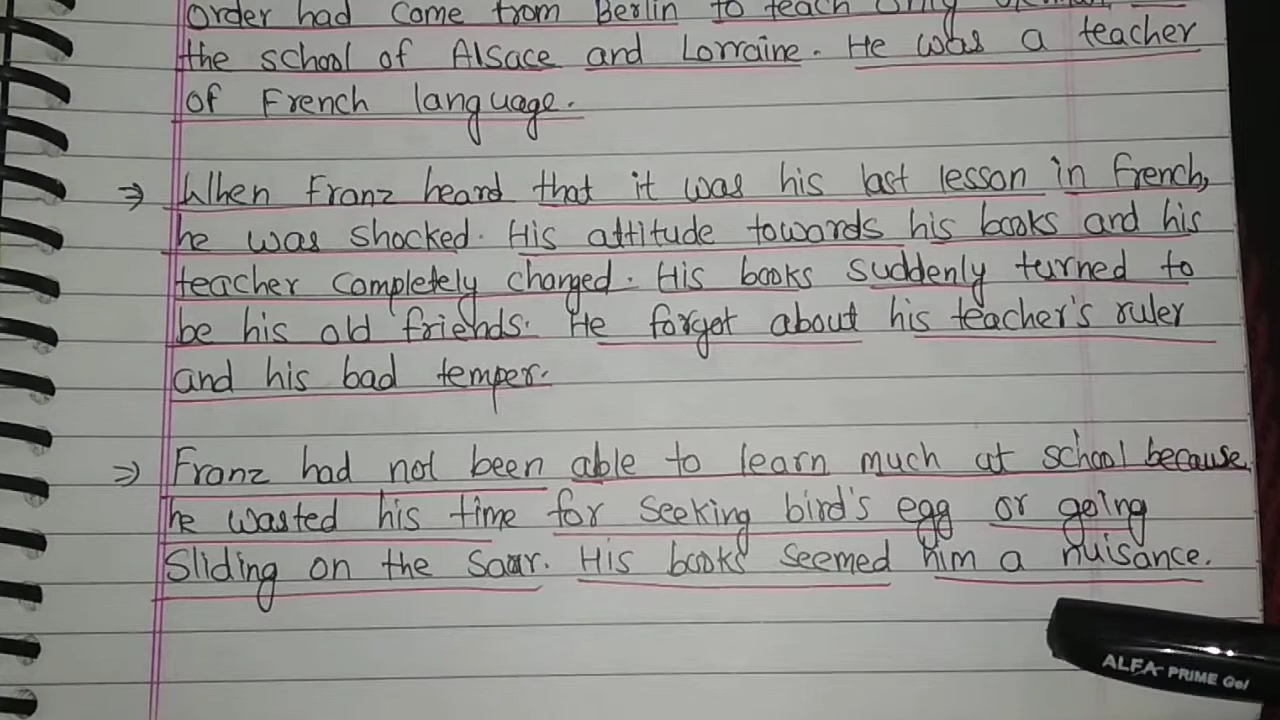 order had come from Berlin to teach only
the school of Alsace and Lorraine. He was a teacher
of French language.
⇒ When Franz heard that it was his last lesson in French,
he was shocked. His attitude towards his books and his
teacher completely changed. His books suddenly turned to
be his old friends. He forgot about his teacher's ruler
and his bad temper.
⇒ Franz had not been able to learn much at school because
he wasted his time for seeking bird's egg or going
Sliding on the Saar. His books seemed him a nuisance.
ALFA PRIME Gel